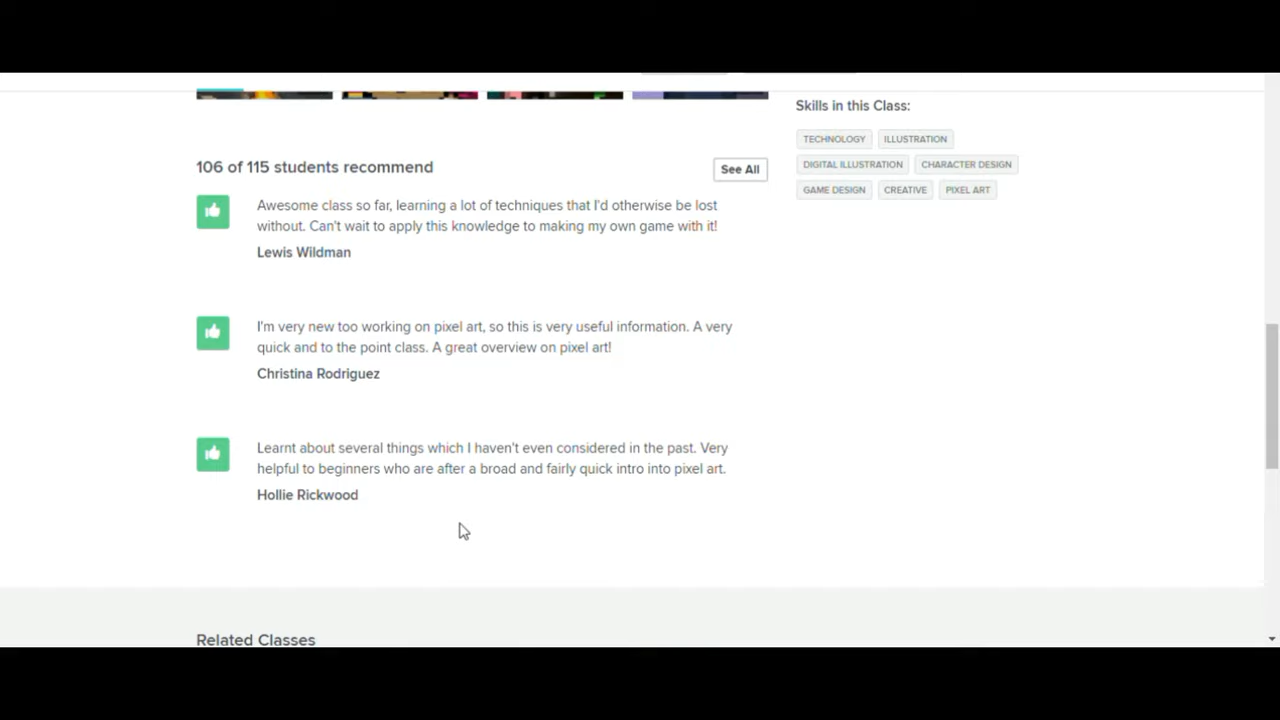 Skills in this Class:
TECHNOLOGY ILLUSTRATION
DIGITAL ILLUSTRATION CHARACTER DESIGN
GAME DESIGN CREATIVE PIXEL ART
106 of 115 students recommend
See All
Awesome class so far, learning a lot of techniques that I'd otherwise be lost
without. Can't wait to apply this knowledge to making my own game with it!
Lewis Wildman
I'm very new too working on pixel art, so this is very useful information. A very
quick and to the point class. A great overview on pixel art!
Christina Rodriguez
Learnt about several things which I haven't even considered in the past. Very
helpful to beginners who are after a broad and fairly quick intro into pixel art.
Hollie Rickwood
Related Classes